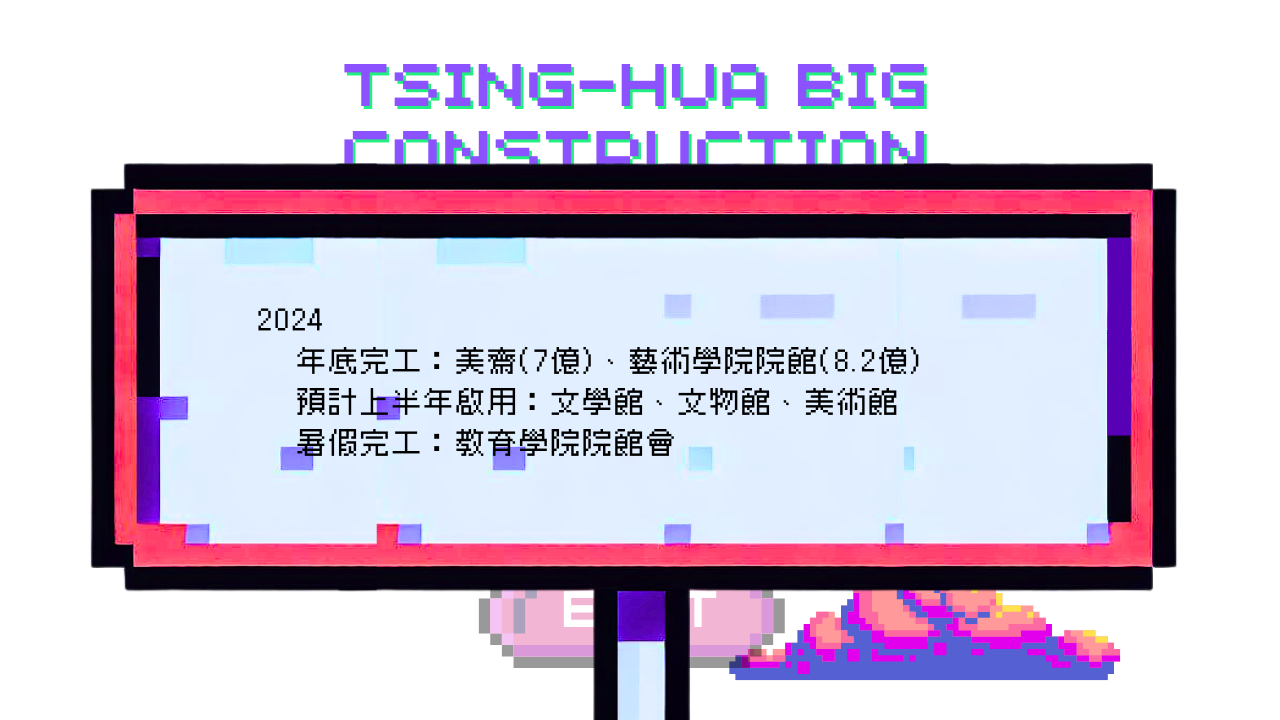 TSING-HUA BIG
CONSTRUCTION
2024
年底完工：美齋(7億)、藝術學院院館(8.2億)
預計上半年啟用：文學館、文物館、美術館
暑假完工：教育學院院館會